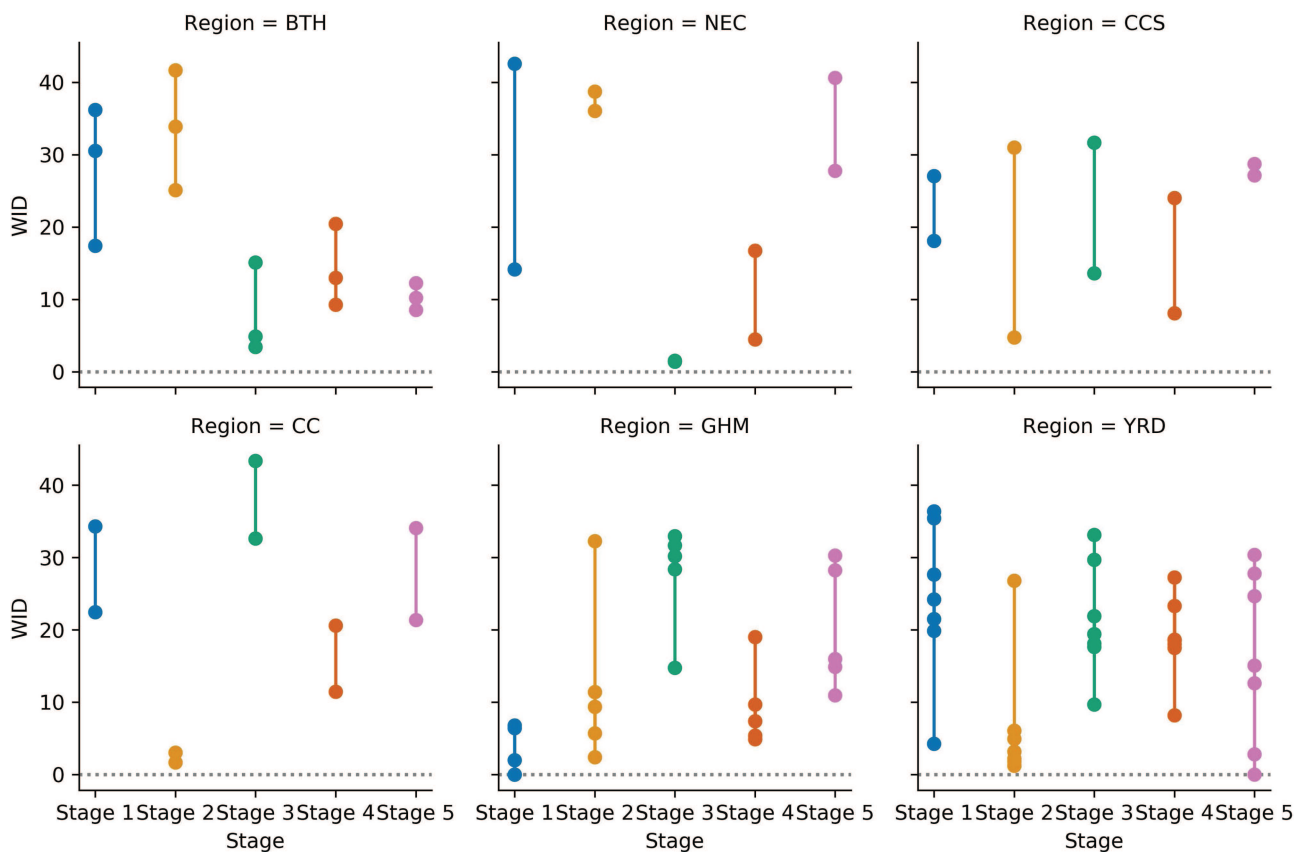 Region = BTH
Region = NEC
Region = CCS
40
30
20
10
0
WID
Region = CC
Region = GHM
Region = YRD
40
30
20
10
0
WID
Stage 1 Stage 2 Stage 3 Stage 4 Stage 5
Stage 1 Stage 2 Stage 3 Stage 4 Stage 5
Stage 1 Stage 2 Stage 3 Stage 4 Stage 5
Stage
Stage
Stage